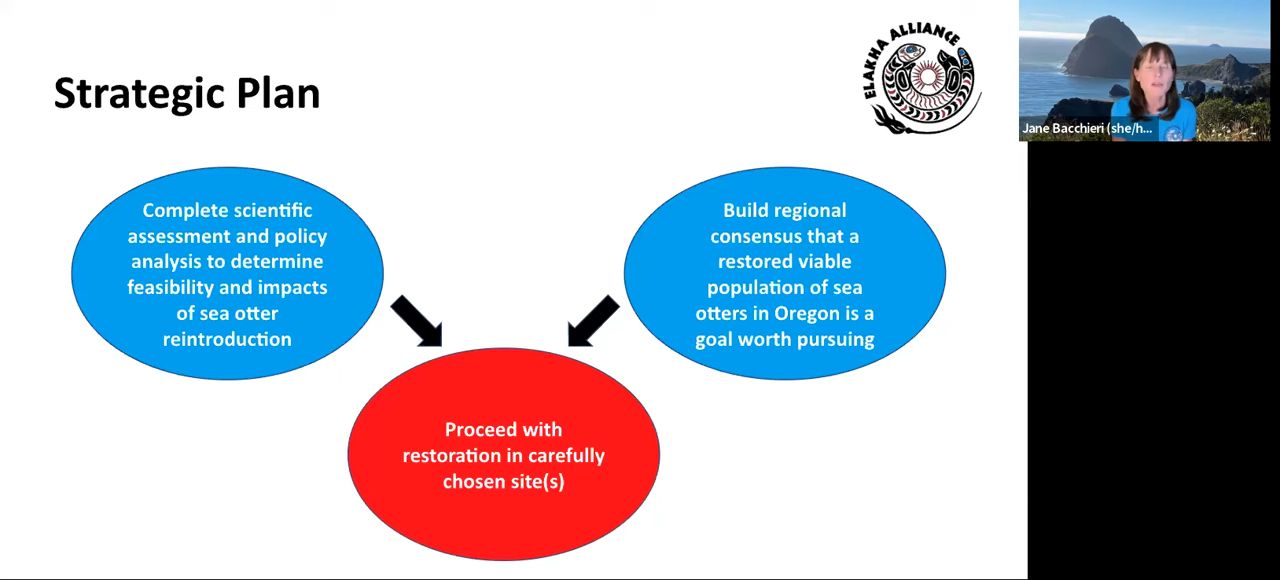 Strategic Plan
ELAKHA ALLIANCE
Jane Bacchieri (she/h...
Complete scientific
assessment and policy
analysis to determine
feasibility and impacts
of sea otter
reintroduction
Build regional
consensus that a
restored viable
population of sea
otters in Oregon is a
goal worth pursuing
Proceed with
restoration in carefully
chosen site(s)